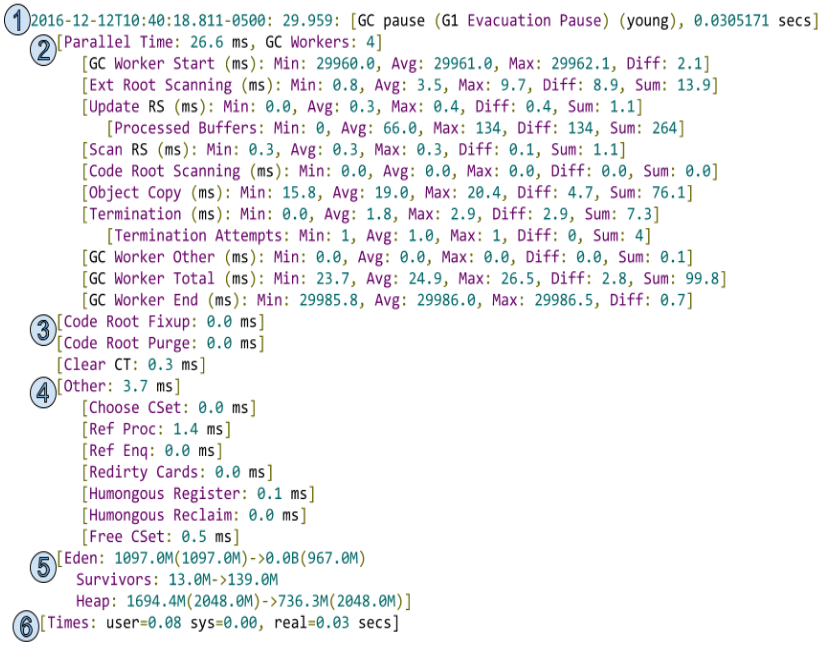 1 2016-12-12T10:40:18.811-0500: 29.959: [GC pause (G1 Evacuation Pause) (young), 0.0305171 secs]
2 [Parallel Time: 26.6 ms, GC Workers: 4]
[GC Worker Start (ms): Min: 29960.0, Avg: 29961.0, Max: 29962.1, Diff: 2.1]
[Ext Root Scanning (ms): Min: 0.8, Avg: 3.5, Max: 9.7, Diff: 8.9, Sum: 13.9]
[Update RS (ms): Min: 0.0, Avg: 0.3, Max: 0.4, Diff: 0.4, Sum: 1.1]
[Processed Buffers: Min: 0, Avg: 66.0, Max: 134, Diff: 134, Sum: 264]
[Scan RS (ms): Min: 0.3, Avg: 0.3, Max: 0.3, Diff: 0.1, Sum: 1.1]
[Code Root Scanning (ms): Min: 0.0, Avg: 0.0, Max: 0.0, Diff: 0.0, Sum: 0.0]
[Object Copy (ms): Min: 15.8, Avg: 19.0, Max: 20.4, Diff: 4.7, Sum: 76.1]
[Termination (ms): Min: 0.0, Avg: 1.8, Max: 2.9, Diff: 2.9, Sum: 7.3]
[Termination Attempts: Min: 1, Avg: 1.0, Max: 1, Diff: 0, Sum: 4]
[GC Worker Other (ms): Min: 0.0, Avg: 0.0, Max: 0.0, Diff: 0.0, Sum: 0.1]
[GC Worker Total (ms): Min: 23.7, Avg: 24.9, Max: 26.5, Diff: 2.8, Sum: 99.8]
[GC Worker End (ms): Min: 29985.8, Avg: 29986.0, Max: 29986.5, Diff: 0.7]
3 [Code Root Fixup: 0.0 ms]
[Code Root Purge: 0.0 ms]
[Clear CT: 0.3 ms]
4 [Other: 3.7 ms]
[Choose CSet: 0.0 ms]
[Ref Proc: 1.4 ms]
[Ref Enq: 0.0 ms]
[Redirty Cards: 0.0 ms]
[Humongous Register: 0.1 ms]
[Humongous Reclaim: 0.0 ms]
[Free CSet: 0.5 ms]
5 [Eden: 1097.0M(1097.0M)->0.0B(967.0M)
Survivors: 13.0M->139.0M
Heap: 1694.4M(2048.0M)->736.3M(2048.0M)]
6 [Times: user=0.08 sys=0.00, real=0.03 secs]